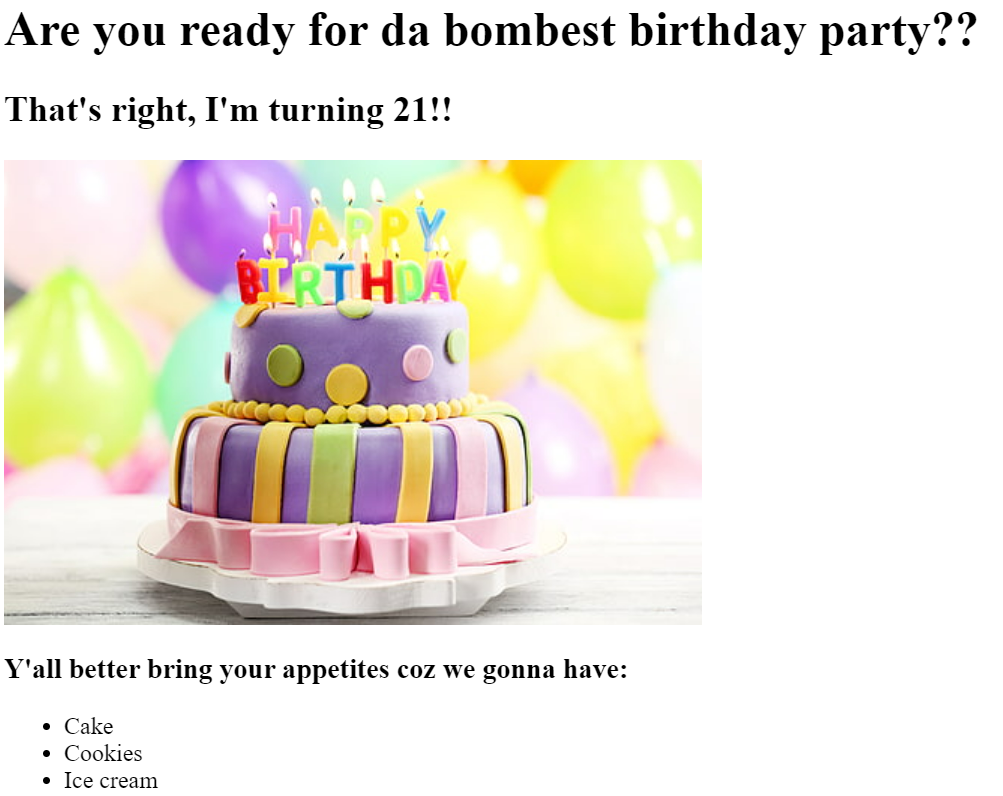 Are you ready for da bombest birthday party??
That's right, I'm turning 21!!
HAPPY
BIRTHDAY
Y'all better bring your appetites coz we gonna have:
Cake
Cookies
Ice cream